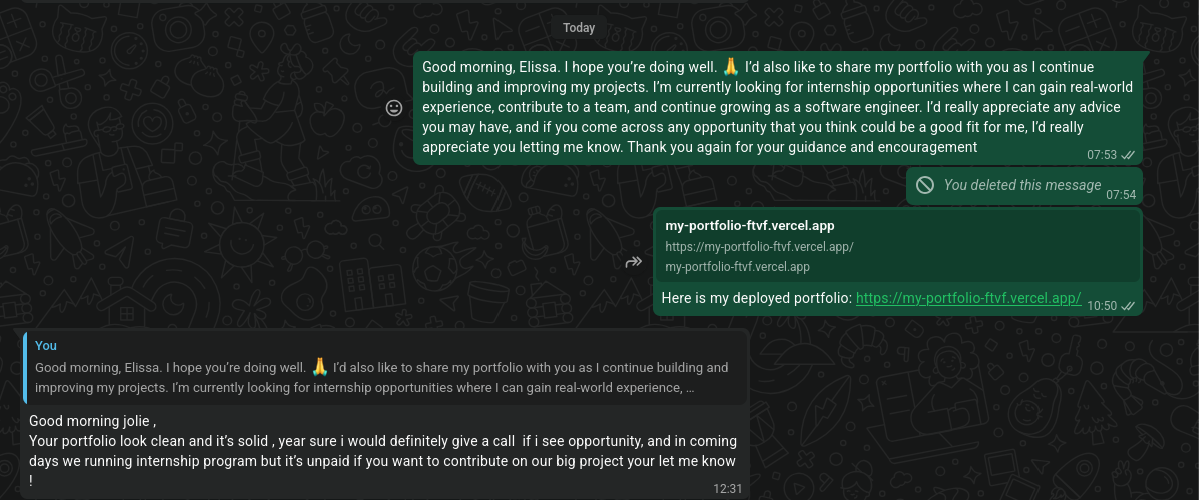 Today
Good morning, Elissa. I hope you're doing well. 🙏 I'd also like to share my portfolio with you as I continue
building and improving my projects. I'm currently looking for internship opportunities where I can gain real-world
experience, contribute to a team, and continue growing as a software engineer. I'd really appreciate any advice
you may have, and if you come across any opportunity that you think could be a good fit for me, I'd really
appreciate you letting me know. Thank you again for your guidance and encouragement
07:53
You deleted this message
07:54
my-portfolio-ftvf.vercel.app
https://my-portfolio-ftvf.vercel.app/
my-portfolio-ftvf.vercel.app
Here is my deployed portfolio: https://my-portfolio-ftvf.vercel.app/
10:50
You
Good morning, Elissa. I hope you're doing well. 🙏 I'd also like to share my portfolio with you as I continue building and
improving my projects. I'm currently looking for internship opportunities where I can gain real-world experience, ...
Good morning jolie ,
Your portfolio look clean and it's solid , year sure i would definitely give a call  if i see opportunity, and in coming
days we running internship program but it's unpaid if you want to contribute on our big project your let me know
!
12:31